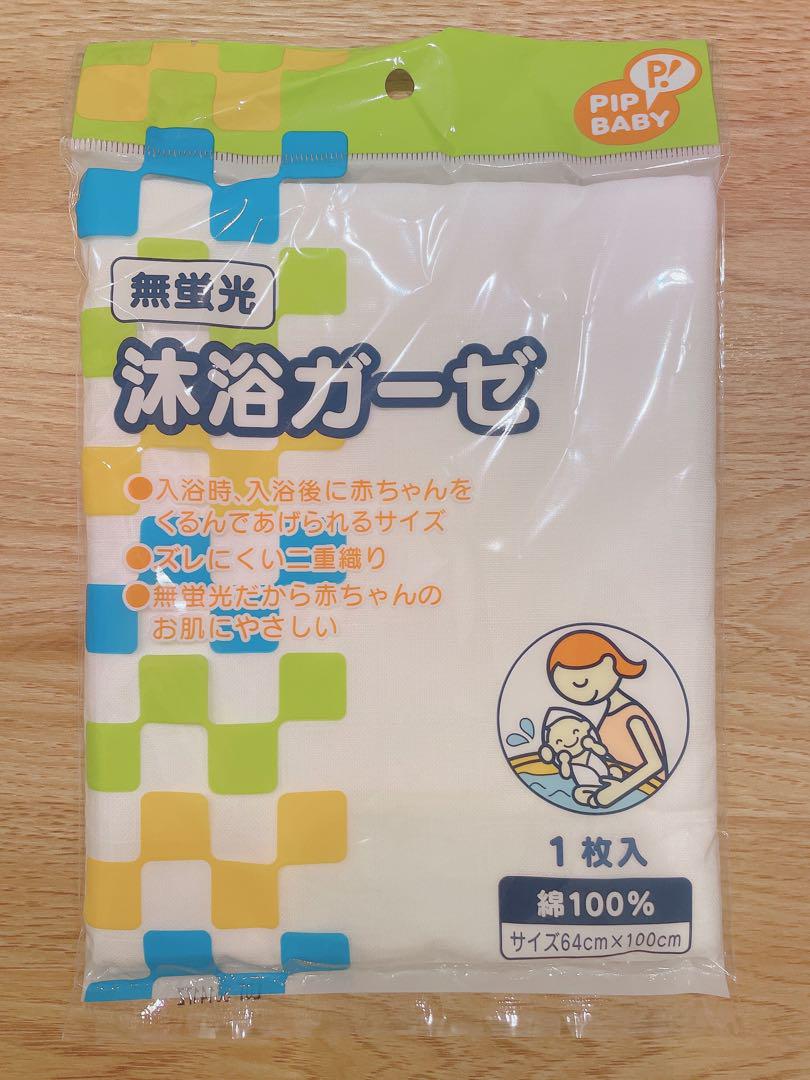 P!
PIP
BABY
無蛍光
沐浴ガーゼ
●入浴時、入浴後に赤ちゃんを
くるんであげられるサイズ
●ズレにくい二重織り
●無蛍光だから赤ちゃんの
お肌にやさしい
1枚入
綿100%
サイズ64cm×100cm